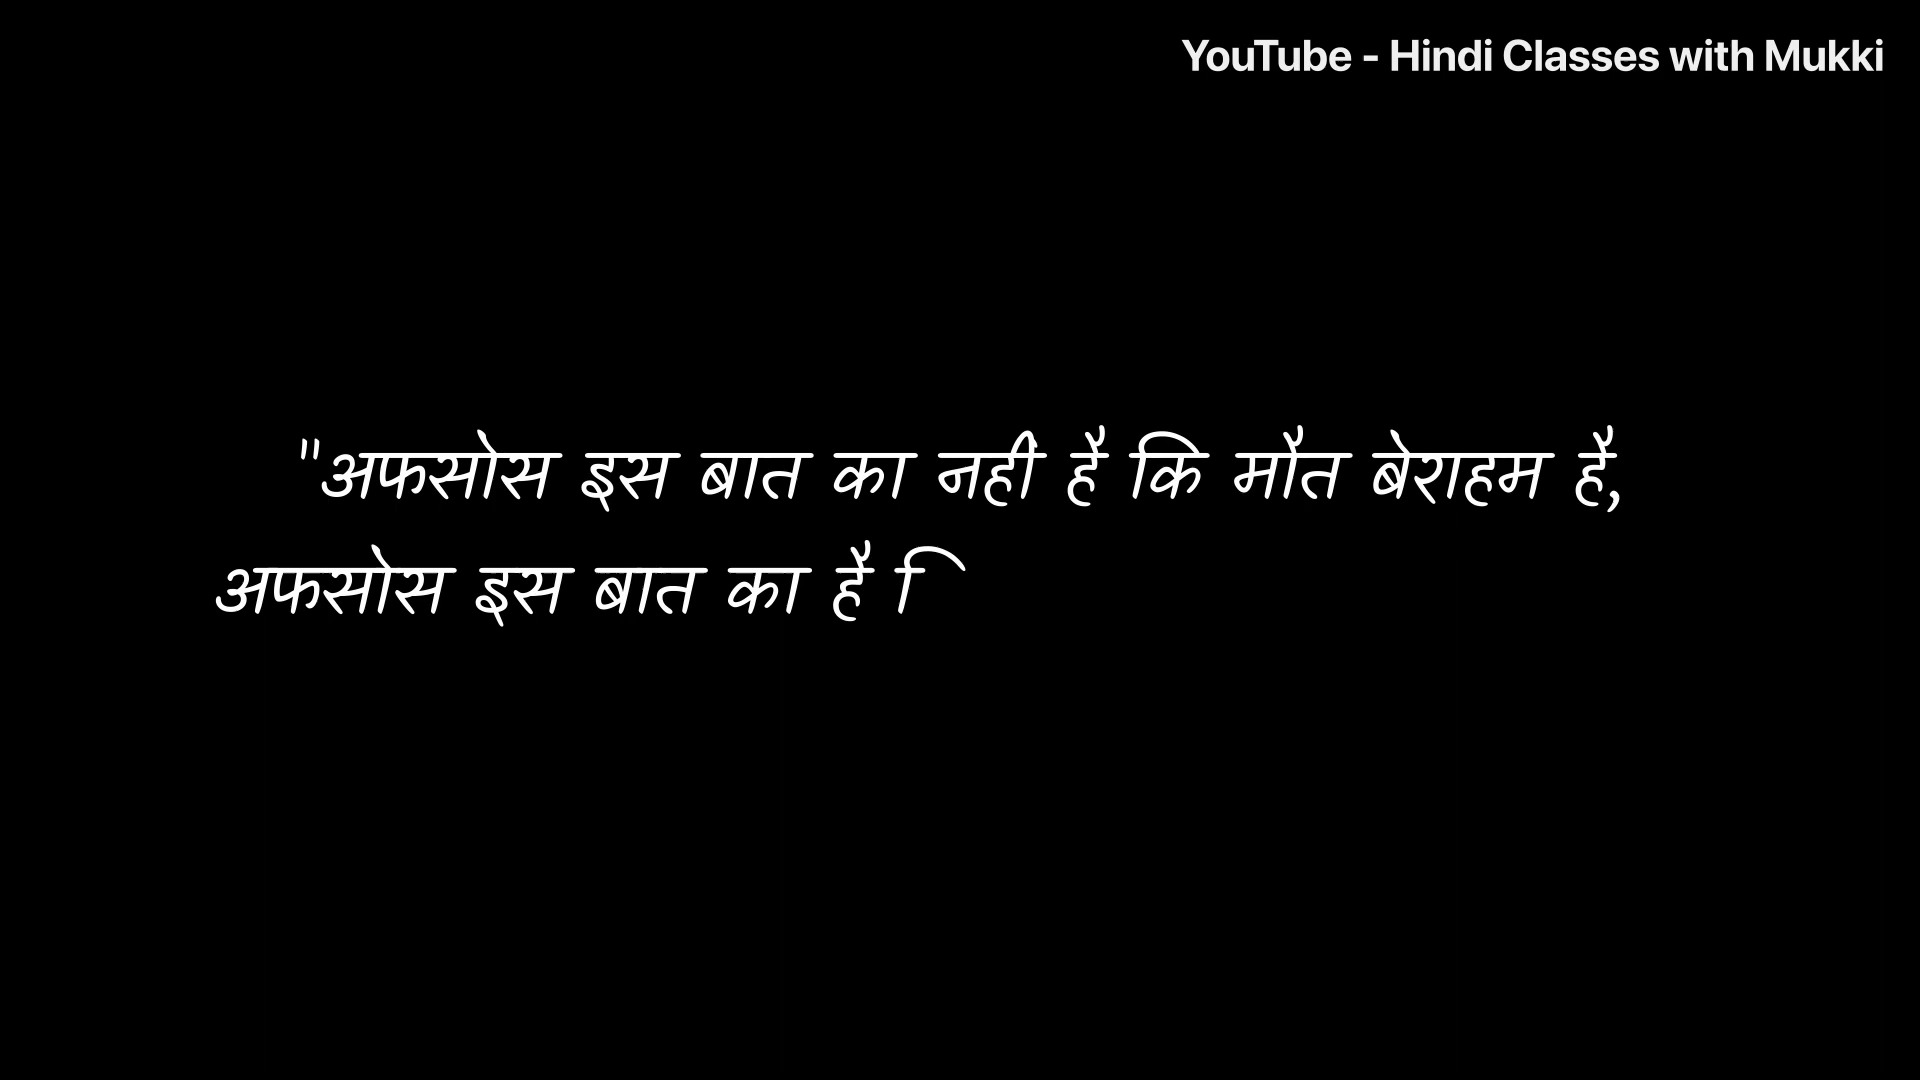 YouTube - Hindi Classes with Mukki
"अफसोस इस बात का नही है कि मौत बेराहम है,
अफसोस इस बात का है ि